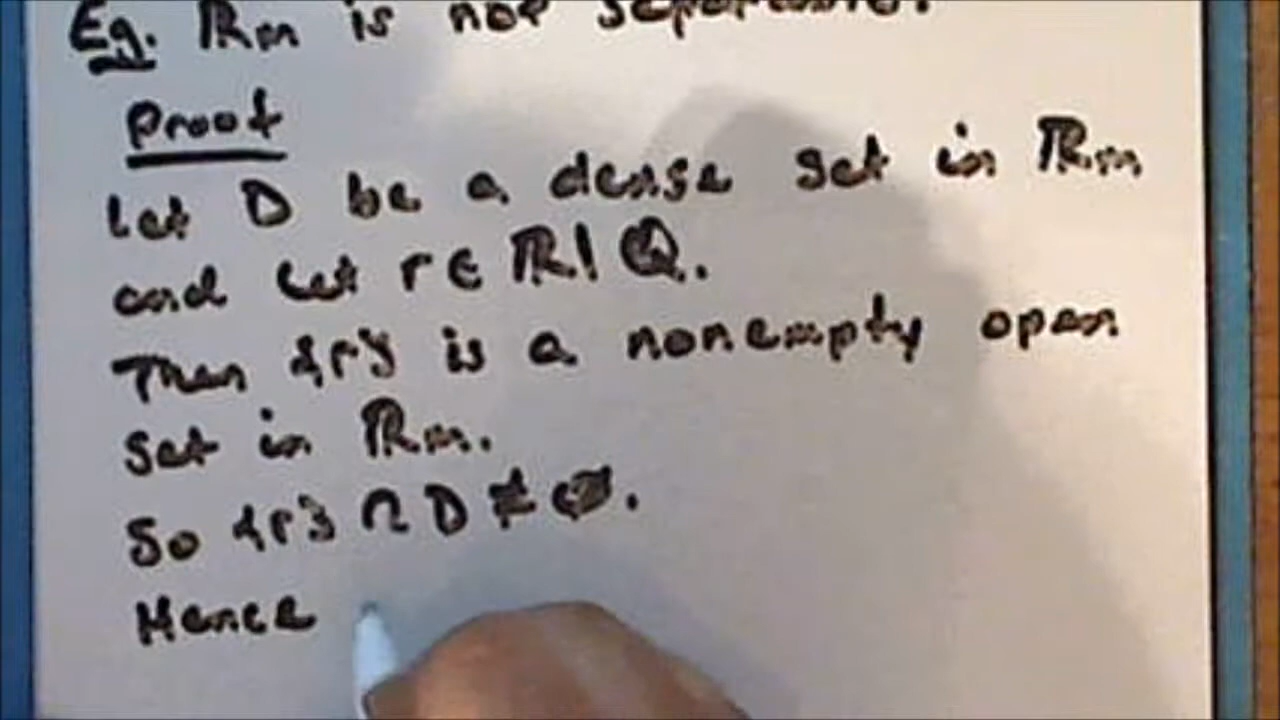 Eg. ℝm is not separable.
Proof
Let D be a dense set in ℝm
and let r ∈ ℝ \ ℚ.
Then {r} is a nonempty open
set in ℝm.
So {r} ∩ D ≠ ∅.
Hence